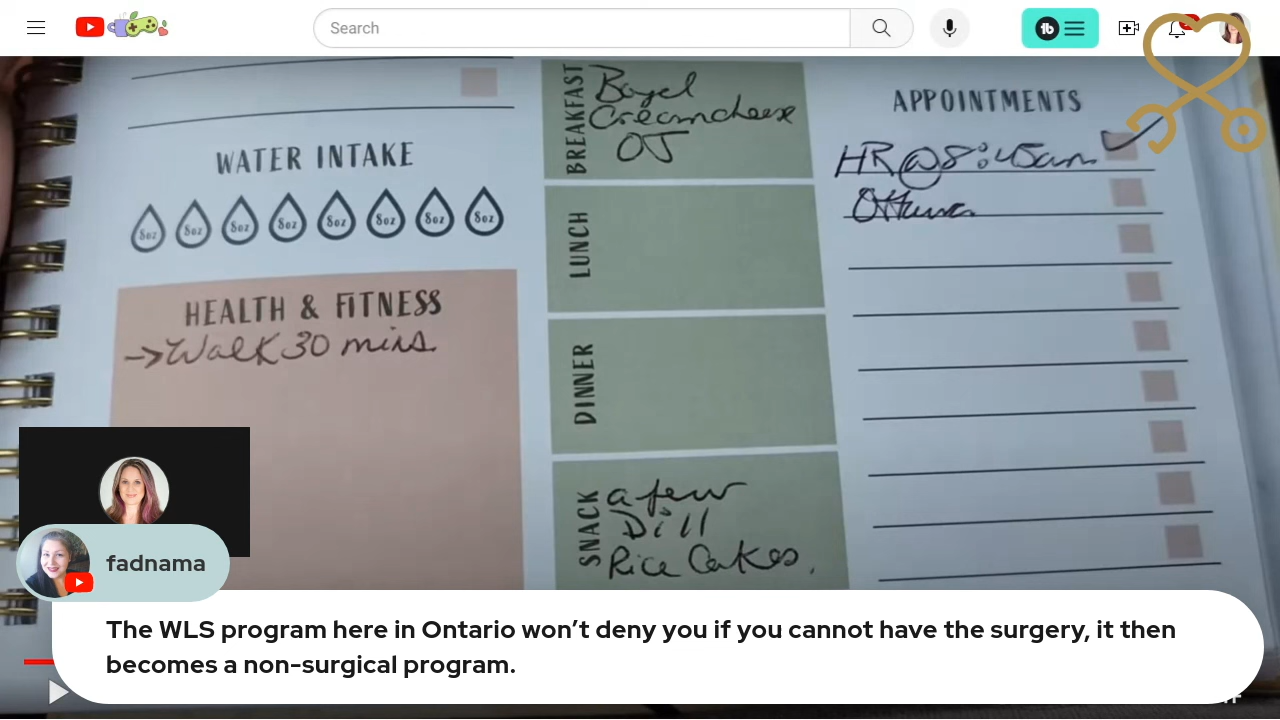 Search
WATER INTAKE
8oz 8oz 8oz 8oz 8oz 8oz 8oz 8oz
HEALTH & FITNESS
→Walk 30 mins.
BREAKFAST
Bagel
Creamcheese
OJ
LUNCH
DINNER
SNACK
a few
Dill
Rice Cakes.
APPOINTMENTS
HR @ 8:45am
Ottawa
fadnama
The WLS program here in Ontario won't deny you if you cannot have the surgery, it then
becomes a non-surgical program.